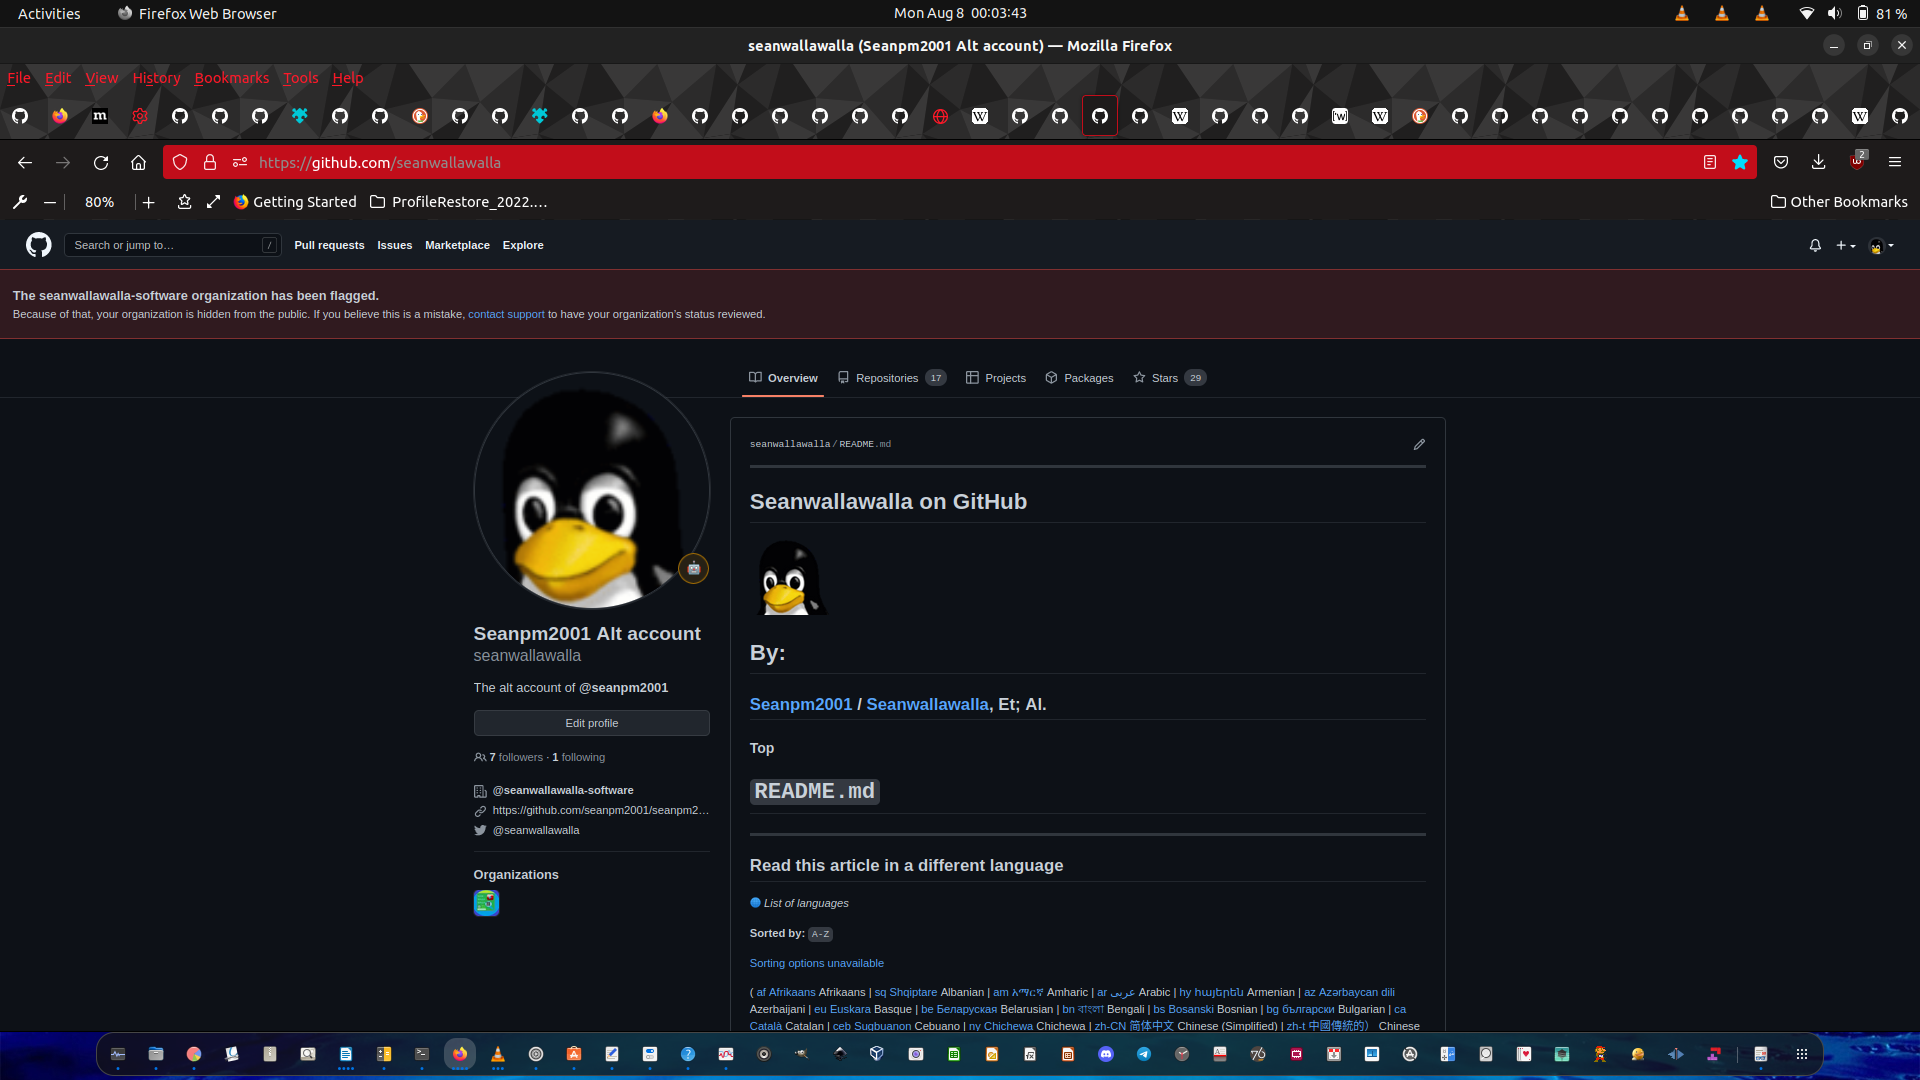 Activities Firefox Web Browser Mon Aug 8 00:03:43 81 %
seanwallawalla (Seanpm2001 Alt account) — Mozilla Firefox
File Edit View History Bookmarks Tools Help
https://github.com/seanwallawalla 2
80% Getting Started ProfileRestore_2022.… Other Bookmarks
Search or jump to… / Pull requests Issues Marketplace Explore
The seanwallawalla-software organization has been flagged.
Because of that, your organization is hidden from the public. If you believe this is a mistake, contact support to have your organization's status reviewed.
Overview Repositories 17 Projects Packages Stars 29
Seanpm2001 Alt account
seanwallawalla
The alt account of @seanpm2001
Edit profile
7 followers · 1 following
@seanwallawalla-software
https://github.com/seanpm2001/seanpm2…
@seanwallawalla
Organizations
seanwallawalla / README.md
Seanwallawalla on GitHub
By:
Seanpm2001 / Seanwallawalla, Et; Al.
Top
README.md
Read this article in a different language
List of languages
Sorted by: A-Z
Sorting options unavailable
( af Afrikaans Afrikaans | sq Shqiptare Albanian | am አማርኛ Amharic | ar عربى Arabic | hy հայերեն Armenian | az Azərbaycan dili
Azerbaijani | eu Euskara Basque | be Беларуская Belarusian | bn বাংলা Bengali | bs Bosanski Bosnian | bg български Bulgarian | ca
Català Catalan | ceb Sugbuanon Cebuano | ny Chichewa Chichewa | zh-CN 简体中文 Chinese (Simplified) | zh-t 中國傳統的） Chinese